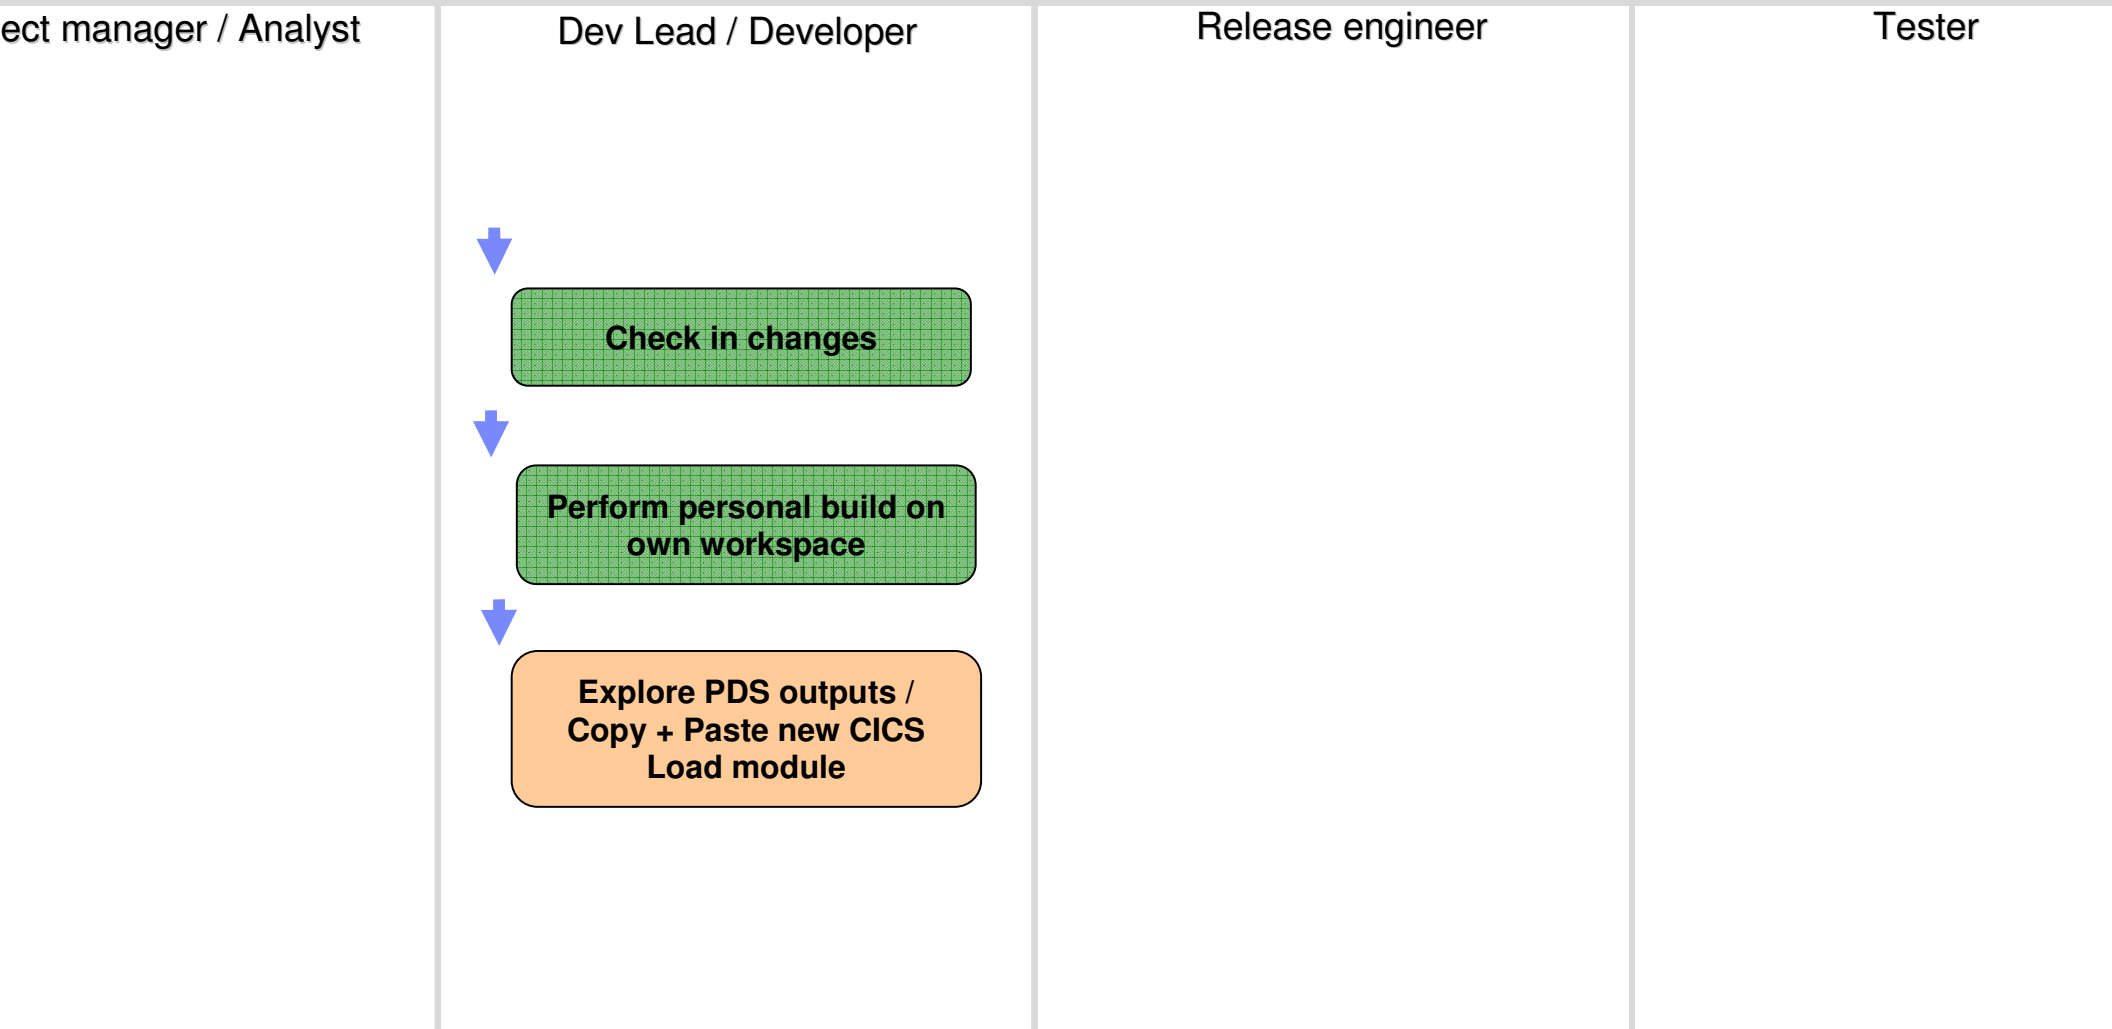 ect manager / Analyst
Dev Lead / Developer
Release engineer
Tester
Check in changes
Perform personal build on
own workspace
Explore PDS outputs /
Copy + Paste new CICS
Load module